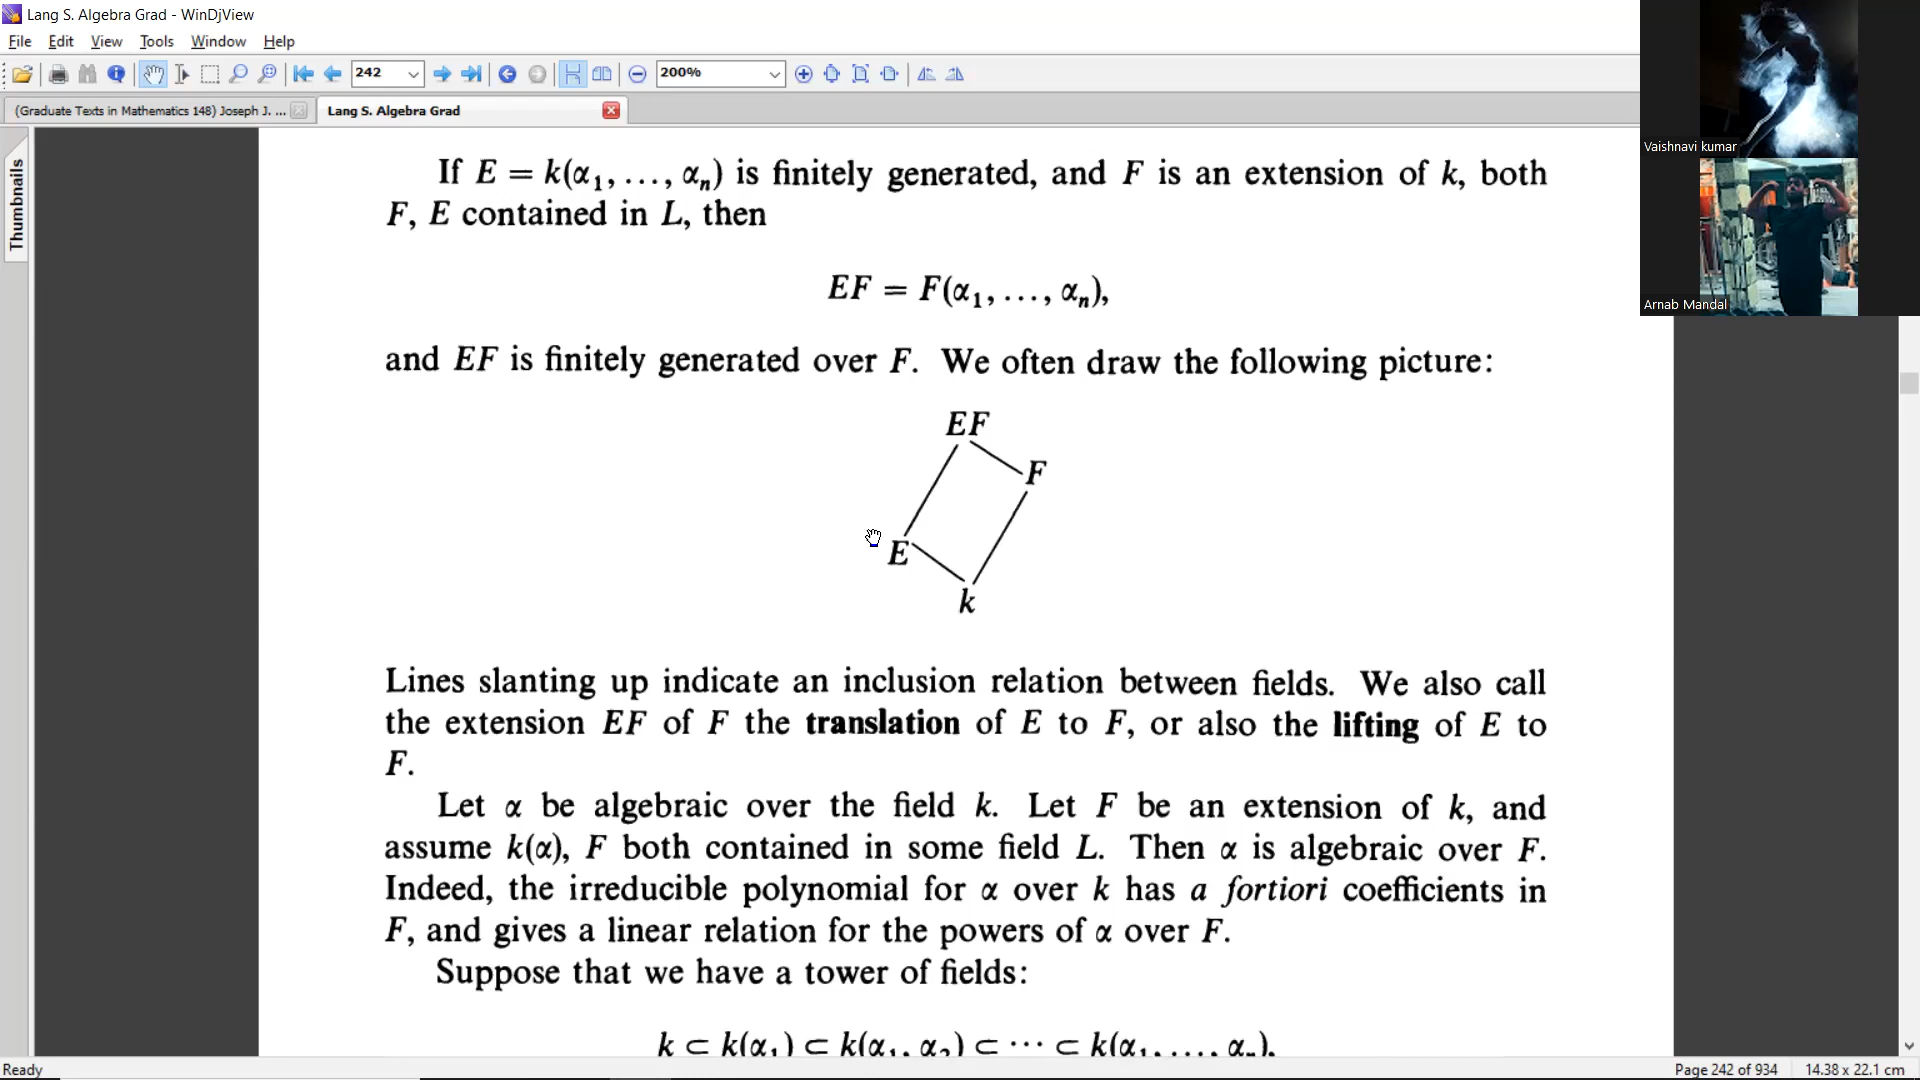 Lang S. Algebra Grad - WinDjView
File Edit View Tools Window Help
242
200%
(Graduate Texts in Mathematics 148) Joseph J. ...
Lang S. Algebra Grad
Thumbnails
Vaishnavi kumar
Arnab Mandal
If E = k(α₁, ..., αₙ) is finitely generated, and F is an extension of k, both
F, E contained in L, then
EF = F(α₁, ..., αₙ),
and EF is finitely generated over F. We often draw the following picture:
EF
F
E
k
Lines slanting up indicate an inclusion relation between fields. We also call
the extension EF of F the translation of E to F, or also the lifting of E to
F.
Let α be algebraic over the field k. Let F be an extension of k, and
assume k(α), F both contained in some field L. Then α is algebraic over F.
Indeed, the irreducible polynomial for α over k has a fortiori coefficients in
F, and gives a linear relation for the powers of α over F.
Suppose that we have a tower of fields:
k ⊂ k(α₁) ⊂ k(α₁, α₂) ⊂ ··· ⊂ k(α₁, ..., αₙ),
Ready
Page 242 of 934
14.38 x 22.1 cm